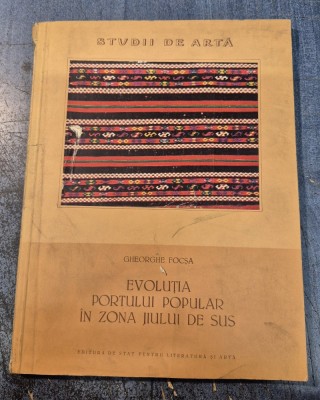 STUDII DE ARTĂ
GHEORGHE FOCȘA
EVOLUȚIA
PORTULUI POPULAR
ÎN ZONA JIULUI DE SUS
EDITURA DE STAT PENTRU LITERATURĂ ȘI ARTĂ